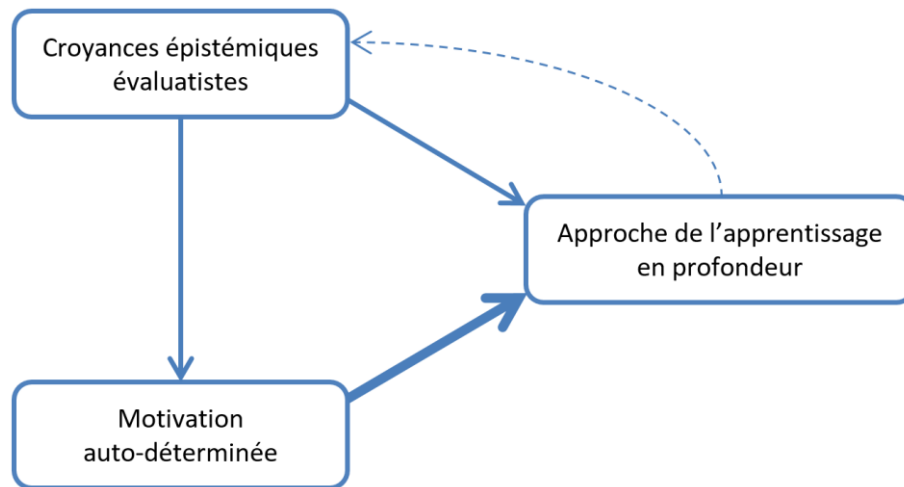 Croyances épistémiques
évaluatistes
Approche de l’apprentissage
en profondeur
Motivation
auto-déterminée